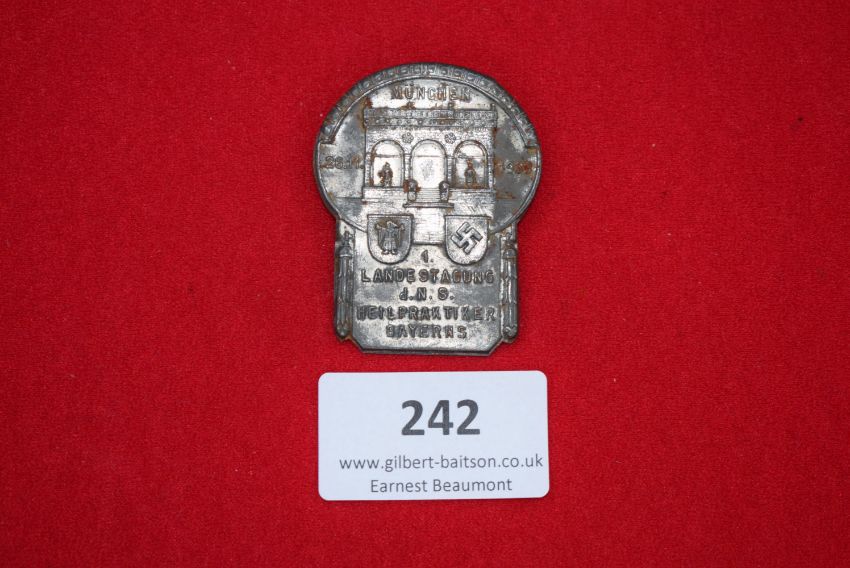 MÜNCHEN
1.
LANDESTAGUNG
d.N.S.
HEILPRAKTIKER
BAYERNS
242
www.gilbert-baitson.co.uk
Earnest Beaumont